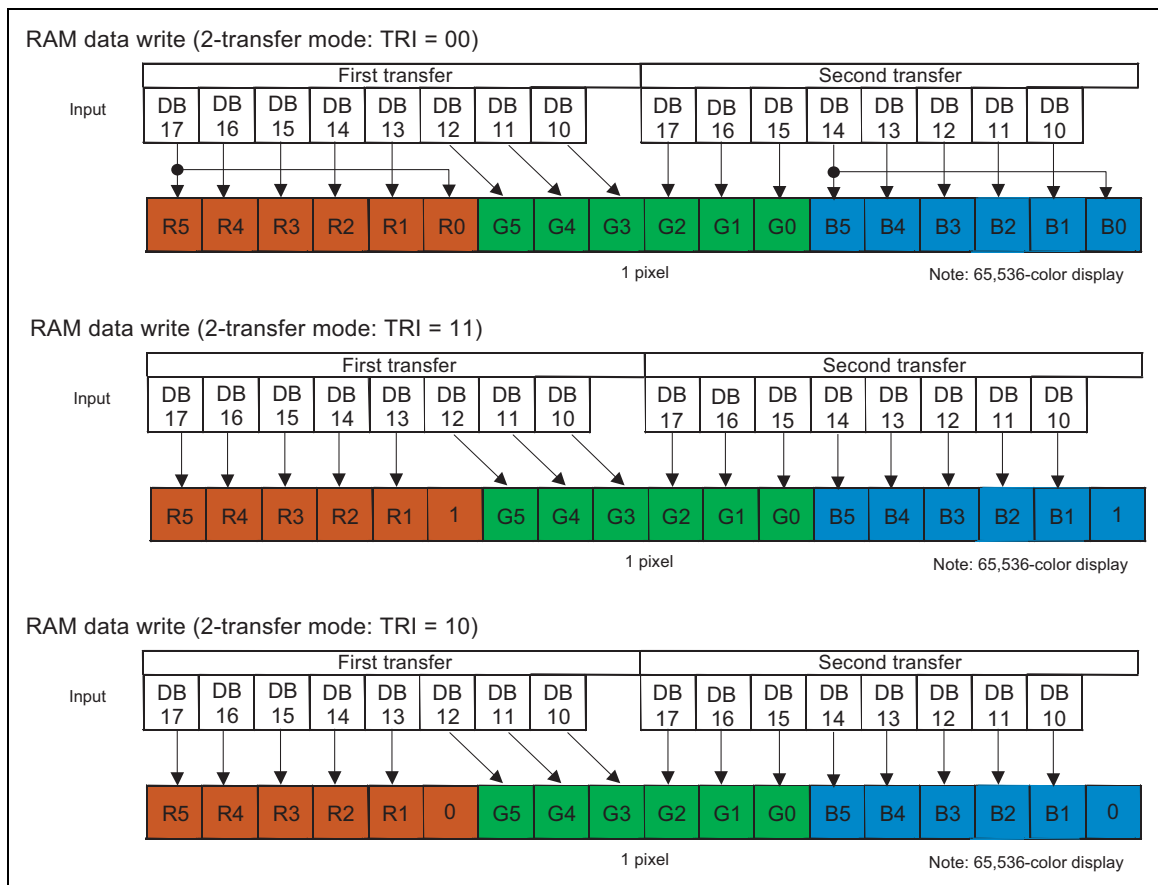 RAM data write (2-transfer mode: TRI = 00)
First transfer Second transfer
Input DB DB DB DB DB DB DB DB DB DB DB DB DB DB DB DB
17 16 15 14 13 12 11 10 17 16 15 14 13 12 11 10
R5 R4 R3 R2 R1 R0 G5 G4 G3 G2 G1 G0 B5 B4 B3 B2 B1 B0
1 pixel Note: 65,536-color display
RAM data write (2-transfer mode: TRI = 11)
First transfer Second transfer
Input DB DB DB DB DB DB DB DB DB DB DB DB DB DB DB DB
17 16 15 14 13 12 11 10 17 16 15 14 13 12 11 10
R5 R4 R3 R2 R1 1 G5 G4 G3 G2 G1 G0 B5 B4 B3 B2 B1 1
1 pixel Note: 65,536-color display
RAM data write (2-transfer mode: TRI = 10)
First transfer Second transfer
Input DB DB DB DB DB DB DB DB DB DB DB DB DB DB DB DB
17 16 15 14 13 12 11 10 17 16 15 14 13 12 11 10
R5 R4 R3 R2 R1 0 G5 G4 G3 G2 G1 G0 B5 B4 B3 B2 B1 0
1 pixel Note: 65,536-color display